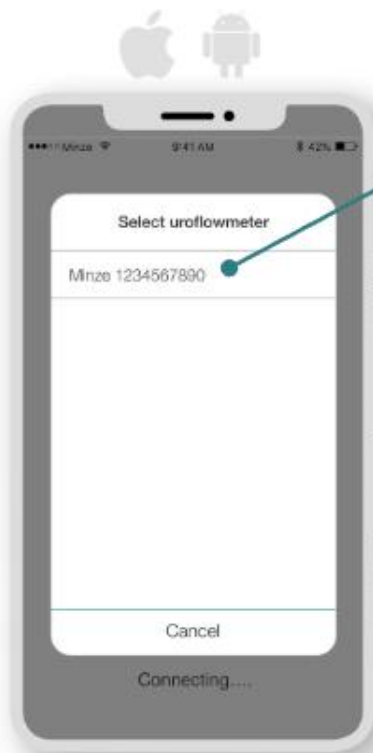 Minze 9:41 AM 42%
Select uroflowmeter
Minze 1234567890
Cancel
Connecting....